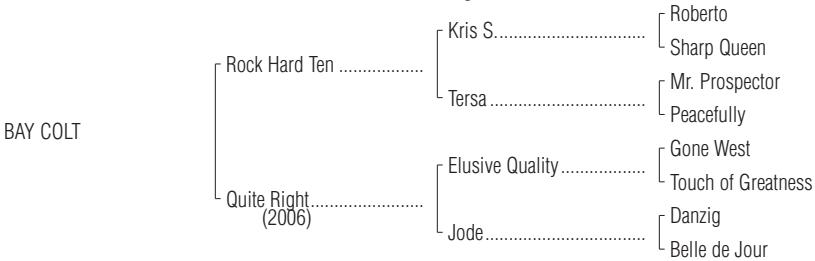 Roberto
Kris S.................................
Sharp Queen
Rock Hard Ten ..................
Mr. Prospector
Tersa .................................
Peacefully
BAY COLT
Gone West
Elusive Quality..................
Touch of Greatness
Quite Right........................
(2006)
Danzig
Jode..................................
Belle de Jour